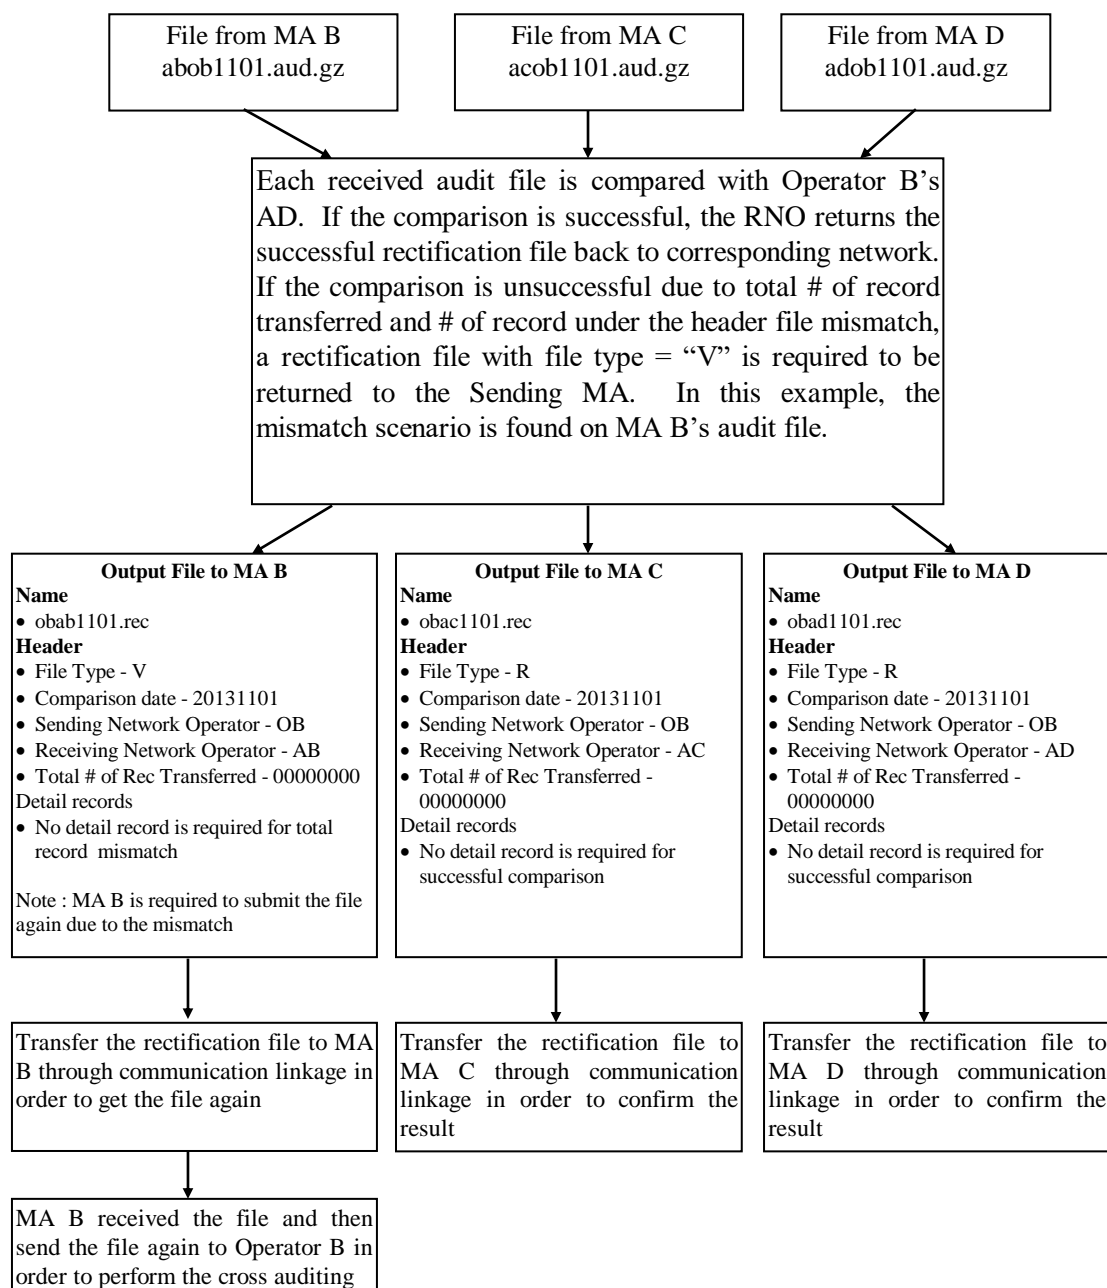 File from MA B
abob1101.aud.gz
File from MA C
acob1101.aud.gz
File from MA D
adob1101.aud.gz
Each received audit file is compared with Operator B’s
AD. If the comparison is successful, the RNO returns the
successful rectification file back to corresponding network.
If the comparison is unsuccessful due to total # of record
transferred and # of record under the header file mismatch,
a rectification file with file type = “V” is required to be
returned to the Sending MA. In this example, the
mismatch scenario is found on MA B’s audit file.
Output File to MA B
Name
• obab1101.rec
Header
• File Type - V
• Comparison date - 20131101
• Sending Network Operator - OB
• Receiving Network Operator - AB
• Total # of Rec Transferred - 00000000
Detail records
• No detail record is required for total
record mismatch
Note : MA B is required to submit the file
again due to the mismatch
Output File to MA C
Name
• obac1101.rec
Header
• File Type - R
• Comparison date - 20131101
• Sending Network Operator - OB
• Receiving Network Operator - AC
• Total # of Rec Transferred -
00000000
Detail records
• No detail record is required for
successful comparison
Output File to MA D
Name
• obad1101.rec
Header
• File Type - R
• Comparison date - 20131101
• Sending Network Operator - OB
• Receiving Network Operator - AD
• Total # of Rec Transferred -
00000000
Detail records
• No detail record is required for
successful comparison
Transfer the rectification file to MA
B through communication linkage in
order to get the file again
Transfer the rectification file to
MA C through communication
linkage in order to confirm the
result
Transfer the rectification file to
MA D through communication
linkage in order to confirm the
result
MA B received the file and then
send the file again to Operator B in
order to perform the cross auditing